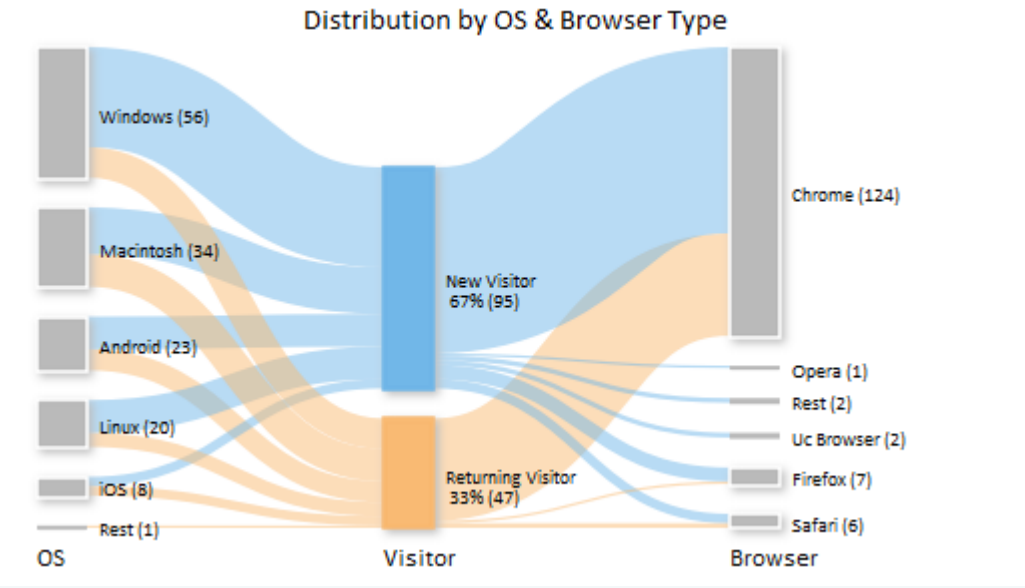 Distribution by OS & Browser Type
Windows (56)
Macintosh (34)
Android (23)
Linux (20)
iOS (8)
Rest (1)
OS
New Visitor
67% (95)
Returning Visitor
33% (47)
Visitor
Chrome (124)
Opera (1)
Rest (2)
Uc Browser (2)
Firefox (7)
Safari (6)
Browser